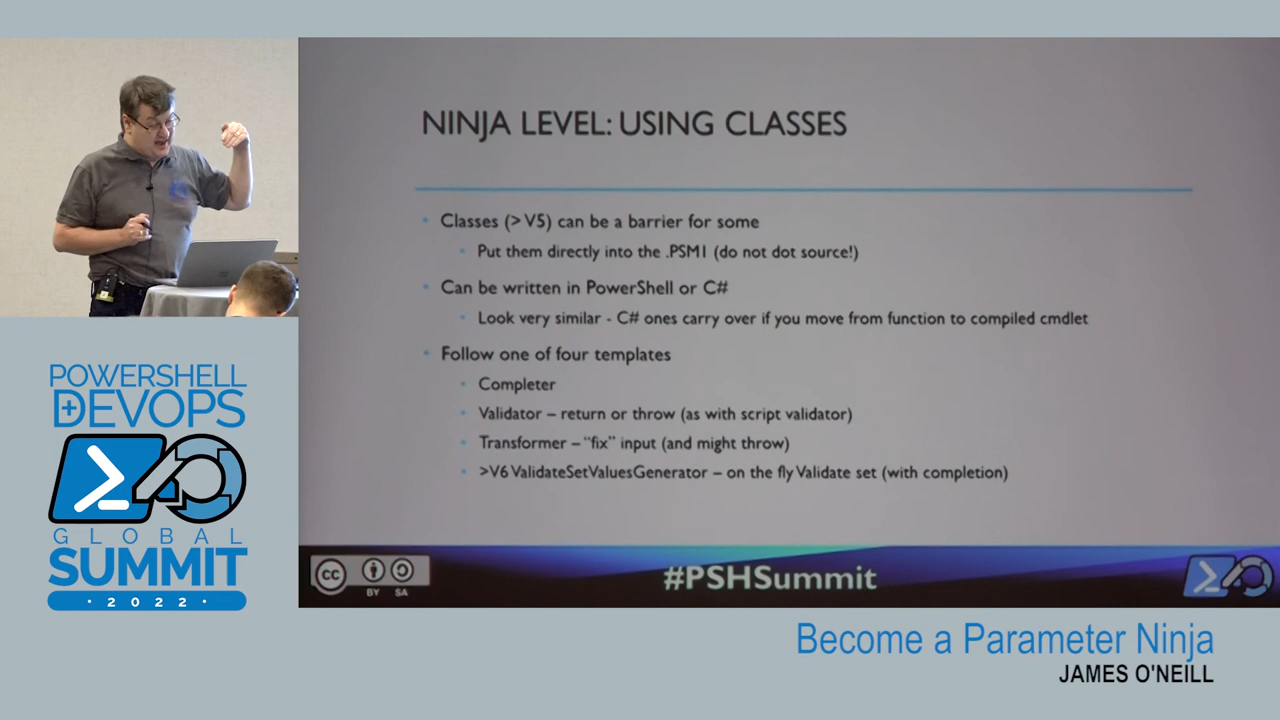 NINJA LEVEL: USING CLASSES
Classes (> V5) can be a barrier for some
Put them directly into the .PSM1 (do not dot source!)
Can be written in PowerShell or C#
Look very similar - C# ones carry over if you move from function to compiled cmdlet
Follow one of four templates
Completer
Validator – return or throw (as with script validator)
Transformer – “fix” input (and might throw)
>V6 ValidateSetValuesGenerator – on the fly Validate set (with completion)
cc
BY SA
#PSHSummit
POWERSHELL
+DEVOPS
GLOBAL
SUMMIT
· 2022 ·
Become a Parameter Ninja
JAMES O'NEILL